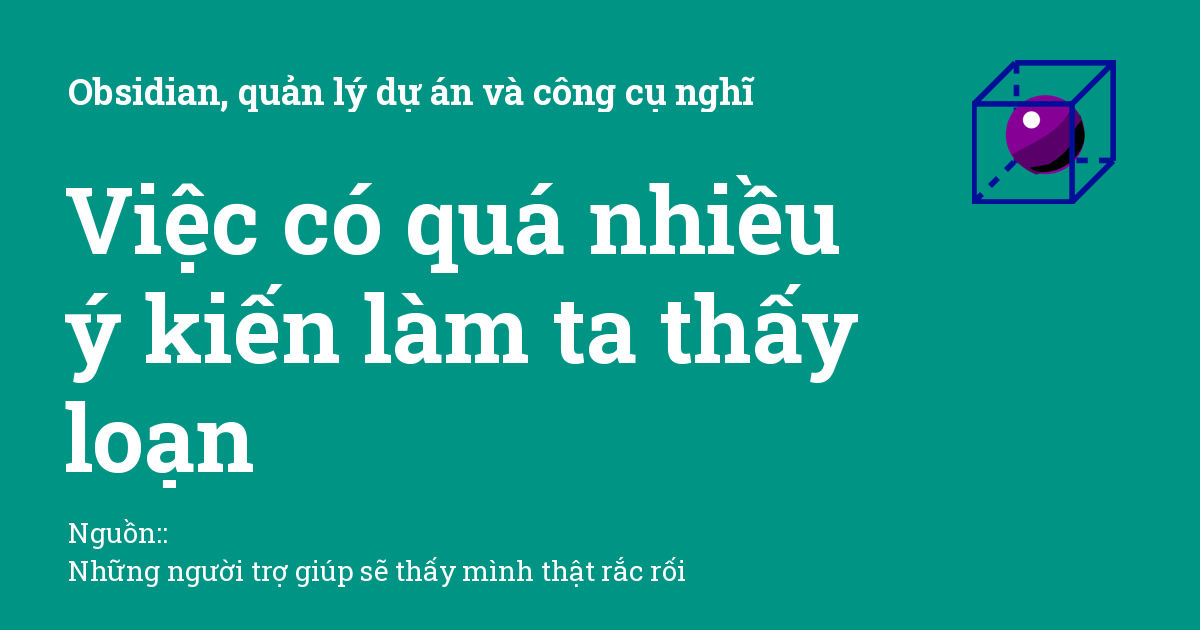 Obsidian, quản lý dự án và công cụ nghĩ
Việc có quá nhiều
ý kiến làm ta thấy
loạn
Nguồn::
Những người trợ giúp sẽ thấy mình thật rắc rối